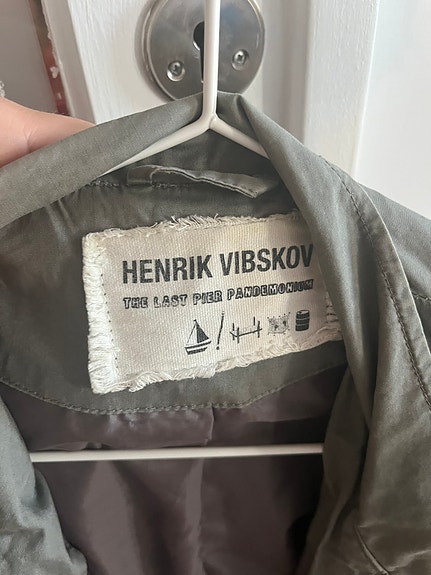 HENRIK VIBSKOV
THE LAST PIER PANDEMONIUM